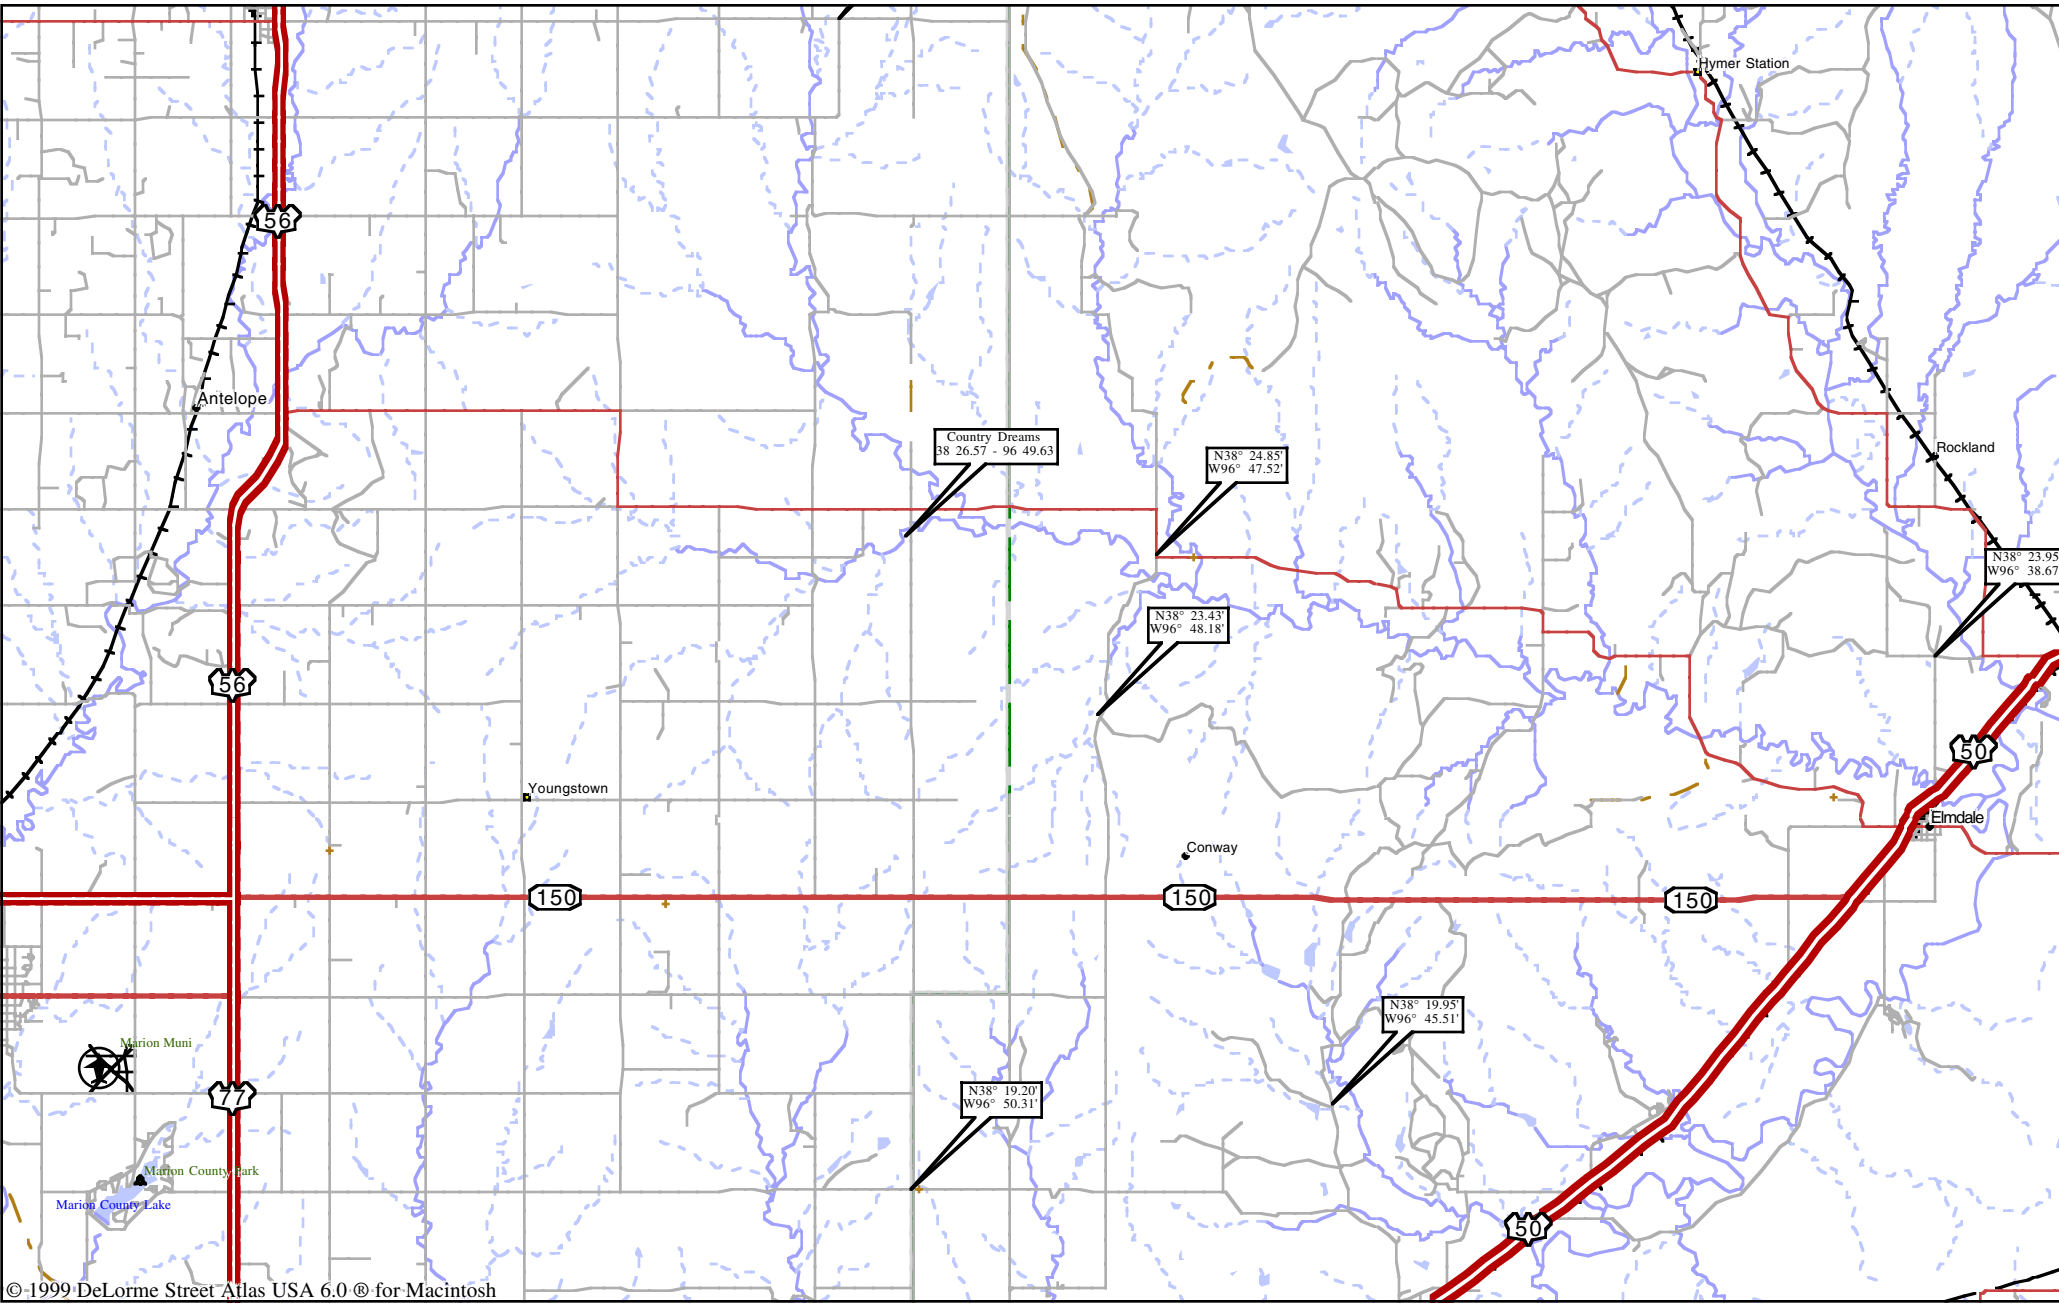 Hymer Station
56
Antelope
Country Dreams
38 26.57 - 96 49.63
N38° 24.85'
W96° 47.52'
Rockland
N38° 23.95
W96° 38.67
N38° 23.43'
W96° 48.18'
56
50
Youngstown
Elmdale
Conway
150
150
150
N38° 19.95'
W96° 45.51'
Marion Muni
77
N38° 19.20'
W96° 50.31'
Marion County Park
Marion County Lake
50
© 1999 DeLorme Street Atlas USA 6.0 ® for Macintosh